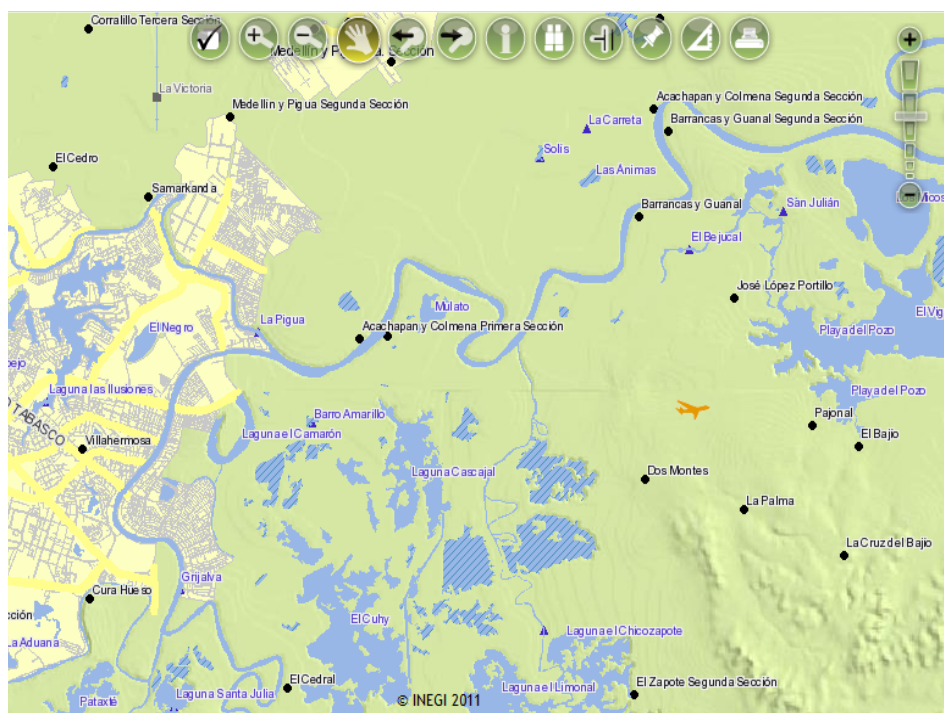 Corralillo Tercera Sección
Medellín y Pigua
Sección
La Victoria
Medellín y Pigua Segunda Sección
Acachapan y Colmena Segunda Sección
La Carreta
Barrancas y Guanal Segunda Sección
Solís
El Cedro
Las Ánimas
Samarkanda
Los Micos
San Julián
Barrancas y Guanal
El Bejucal
José López Portillo
Mulato
El Vig
La Pigua
El Negro
Acachapan y Colmena Primera Sección
Playa del Pozo
Laguna las Ilusiones
Playa del Pozo
TABASCO
Barro Amarillo
Pajonal
Villahermosa
Laguna el Camarón
El Bajío
Laguna Cascajal
Dos Montes
La Palma
La Cruz del Bajío
Grijalva
Cura Hüeso
cción
El Cuhy
Laguna el Chicozapote
La Aduana
El Cedral
Laguna Santa Julia
Laguna el Limonal
El Zapote Segunda Sección
Pataxté
© INEGI 2011